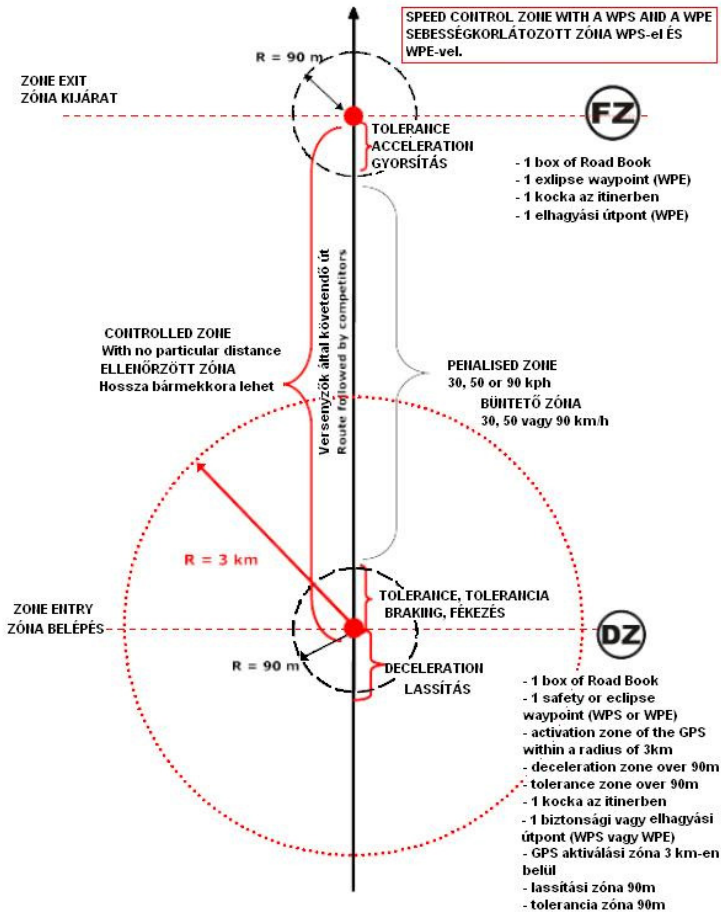 SPEED CONTROL ZONE WITH A WPS AND A WPE
SEBESSÉGKORLÁTOZOTT ZÓNA WPS-el ÉS
WPE-vel.
R = 90 m
ZONE EXIT
ZÓNA KIJÁRAT
FZ
TOLERANCE
ACCELERATION
GYORSÍTÁS
- 1 box of Road Book
- 1 exlipse waypoint (WPE)
- 1 kocka az itinerben
- 1 elhagyási útpont (WPE)
Versenyzők által követendő út
Route followed by competitors
CONTROLLED ZONE
With no particular distance
ELLENŐRZÖTT ZÓNA
Hossza bármekkora lehet
PENALISED ZONE
30, 50 or 90 kph
BÜNTETŐ ZÓNA
30, 50 vagy 90 km/h
R = 3 km
ZONE ENTRY
ZÓNA BELÉPÉS
TOLERANCE, TOLERANCIA
BRAKING, FÉKEZÉS
DZ
R = 90 m
DECELERATION
LASSÍTÁS
- 1 box of Road Book
- 1 safety or eclipse
waypoint (WPS or WPE)
- activation zone of the GPS
within a radius of 3km
- deceleration zone over 90m
- tolerance zone over 90m
- 1 kocka az itinerben
- 1 biztonsági vagy elhagyási
útpont (WPS vagy WPE)
- GPS aktiválási zóna 3 km-en
belül
- lassítási zóna 90m
- tolerancia zóna 90m